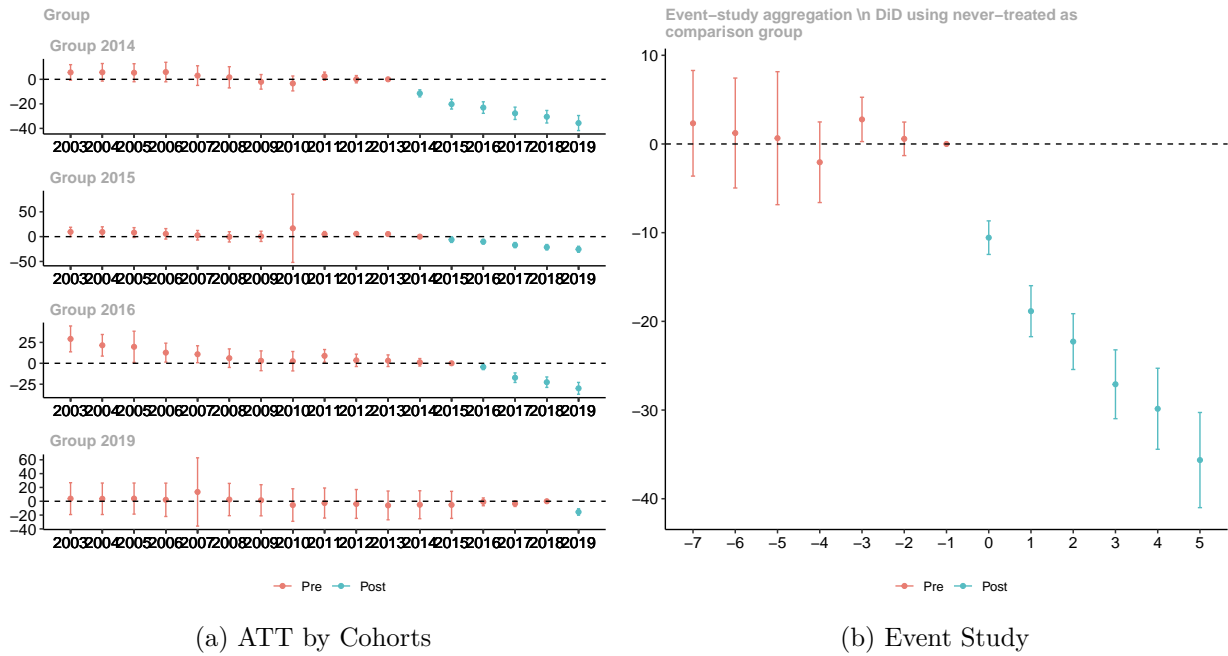 Group
Group 2014
0
−20
−40
2003 2004 2005 2006 2007 2008 2009 2010 2011 2012 2013 2014 2015 2016 2017 2018 2019
Group 2015
50
0
−50
2003 2004 2005 2006 2007 2008 2009 2010 2011 2012 2013 2014 2015 2016 2017 2018 2019
Group 2016
25
0
−25
2003 2004 2005 2006 2007 2008 2009 2010 2011 2012 2013 2014 2015 2016 2017 2018 2019
Group 2019
60
40
20
0
−20
−40
2003 2004 2005 2006 2007 2008 2009 2010 2011 2012 2013 2014 2015 2016 2017 2018 2019
Pre Post
(a) ATT by Cohorts
Event−study aggregation \n DiD using never−treated as
comparison group
10
0
−10
−20
−30
−40
−7 −6 −5 −4 −3 −2 −1 0 1 2 3 4 5
Pre Post
(b) Event Study